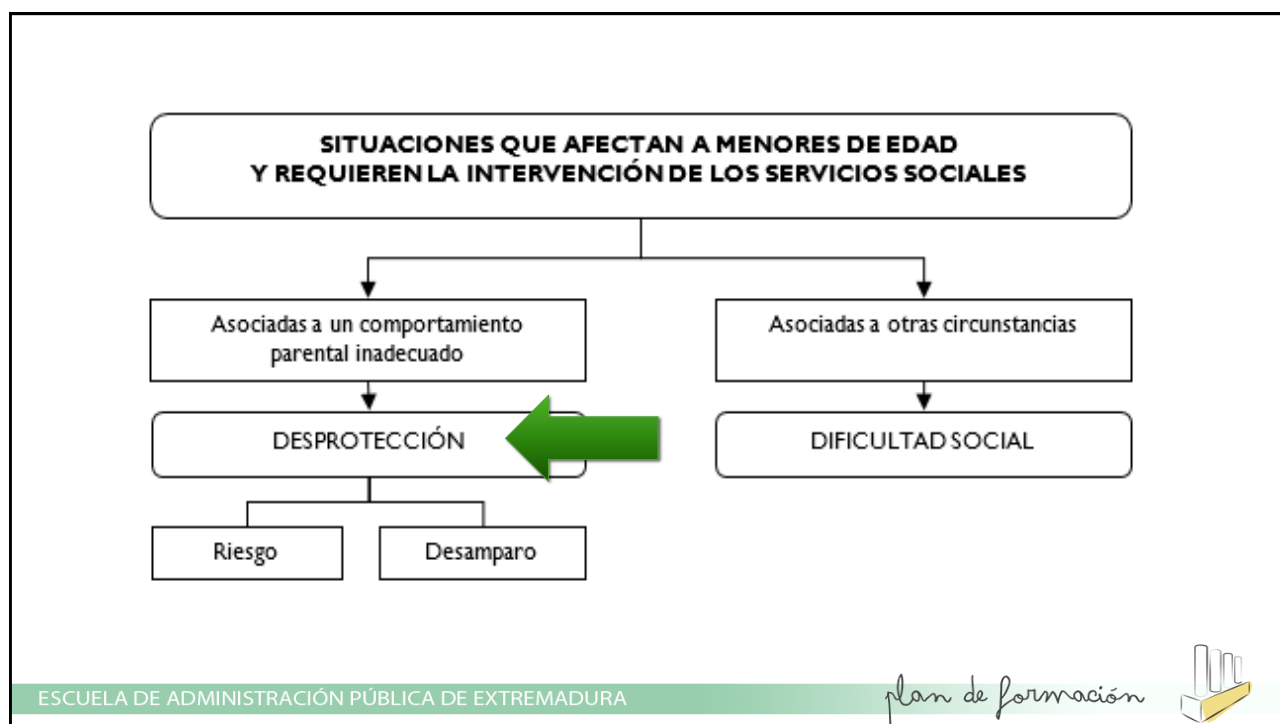 SITUACIONES QUE AFECTAN A MENORES DE EDAD
Y REQUIEREN LA INTERVENCIÓN DE LOS SERVICIOS SOCIALES
Asociadas a un comportamiento
parental inadecuado
Asociadas a otras circunstancias
DESPROTECCIÓN
DIFICULTAD SOCIAL
Riesgo
Desamparo
ESCUELA DE ADMINISTRACIÓN PÚBLICA DE EXTREMADURA
plan de formación